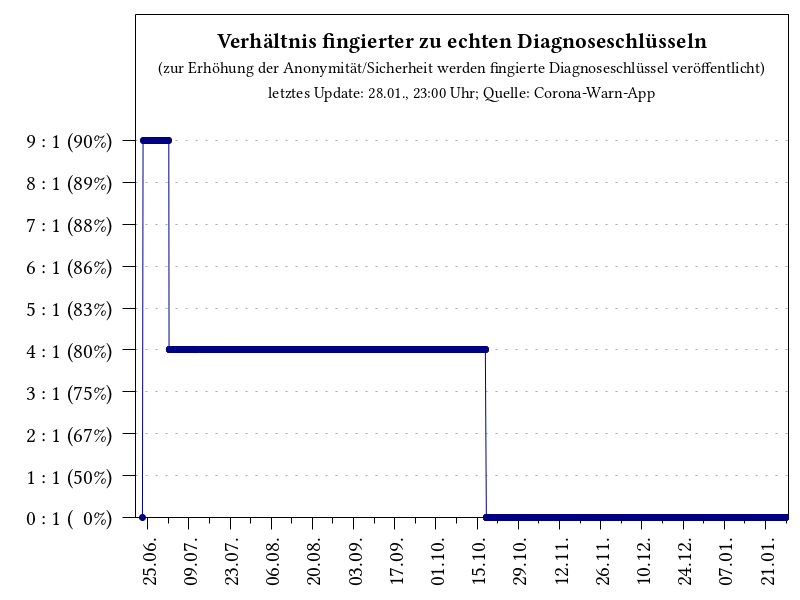 Verhältnis fingierter zu echten Diagnoseschlüsseln
(zur Erhöhung der Anonymität/Sicherheit werden fingierte Diagnoseschlüssel veröffentlicht)
letztes Update: 28.01., 23:00 Uhr; Quelle: Corona-Warn-App
9 : 1 (90%)
8 : 1 (89%)
7 : 1 (88%)
6 : 1 (86%)
5 : 1 (83%)
4 : 1 (80%)
3 : 1 (75%)
2 : 1 (67%)
1 : 1 (50%)
0 : 1 ( 0%)
25.06.
09.07.
23.07.
06.08.
20.08.
03.09.
17.09.
01.10.
15.10.
29.10.
12.11.
26.11.
10.12.
24.12.
07.01.
21.01.